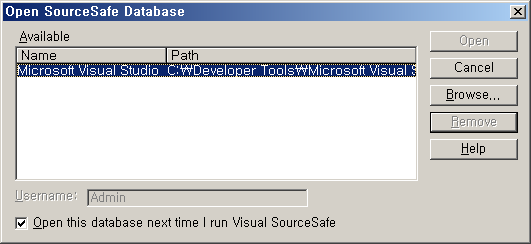 Open SourceSafe Database
Available
Name Path
Microsoft Visual Studio C:₩Developer Tools₩Microsoft Visual S
Open
Cancel
Browse...
Remove
Help
Username: Admin
Open this database next time I run Visual SourceSafe